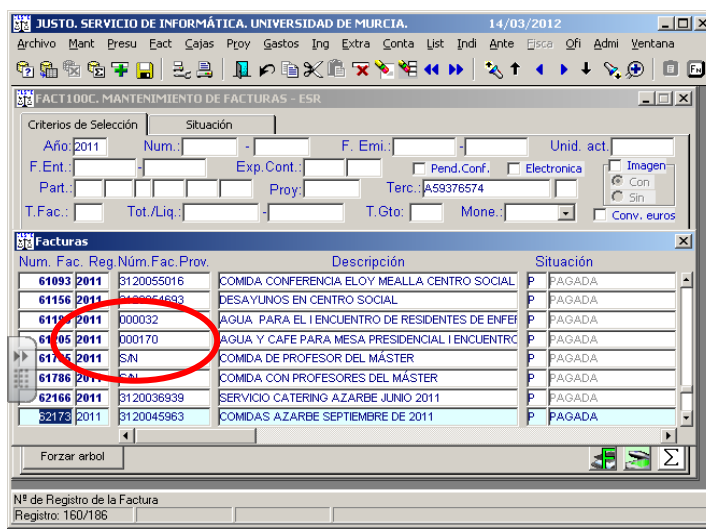 JUSTO. SERVICIO DE INFORMÁTICA. UNIVERSIDAD DE MURCIA. 14/03/2012
Archivo Mant Presu Fact Cajas Proy Gastos Ing Extra Conta List Indi Ante Eisca Ofi Admi Ventana
FACT100C. MANTENIMIENTO DE FACTURAS - ESR
Criterios de Selección Situación
Año: 2011 Num.: - F. Emi.: - Unid. act.
F.Ent.: - Exp.Cont.: Pend.Conf. Electronica Imagen
Part.: Proy: Terc.: A59376574 Con
Sin
T.Fac.: Tot./Liq.: - T.Gto: Mone.: Conv. euros
Facturas
Num. Fac. Reg. Núm.Fac.Prov. Descripción Situación
61093 2011 3120055016 COMIDA CONFERENCIA ELOY MEALLA CENTRO SOCIAL P PAGADA
61156 2011 3120054693 DESAYUNOS EN CENTRO SOCIAL P PAGADA
2011 000032 AGUA PARA EL I ENCUENTRO DE RESIDENTES DE ENFEF P PAGADA
61705 2011 000170 AGUA Y CAFE PARA MESA PRESIDENCIAL I ENCUENTRO P PAGADA
2011 S/N COMIDA DE PROFESOR DEL MÁSTER P PAGADA
61786 2011 S/N COMIDA CON PROFESORES DEL MÁSTER P PAGADA
62166 2011 3120036939 SERVICIO CATERING AZARBE JUNIO 2011 P PAGADA
62173 2011 3120045963 COMIDAS AZARBE SEPTIEMBRE DE 2011 P PAGADA
Forzar arbol Σ
Nº de Registro de la Factura
Registro: 160/186